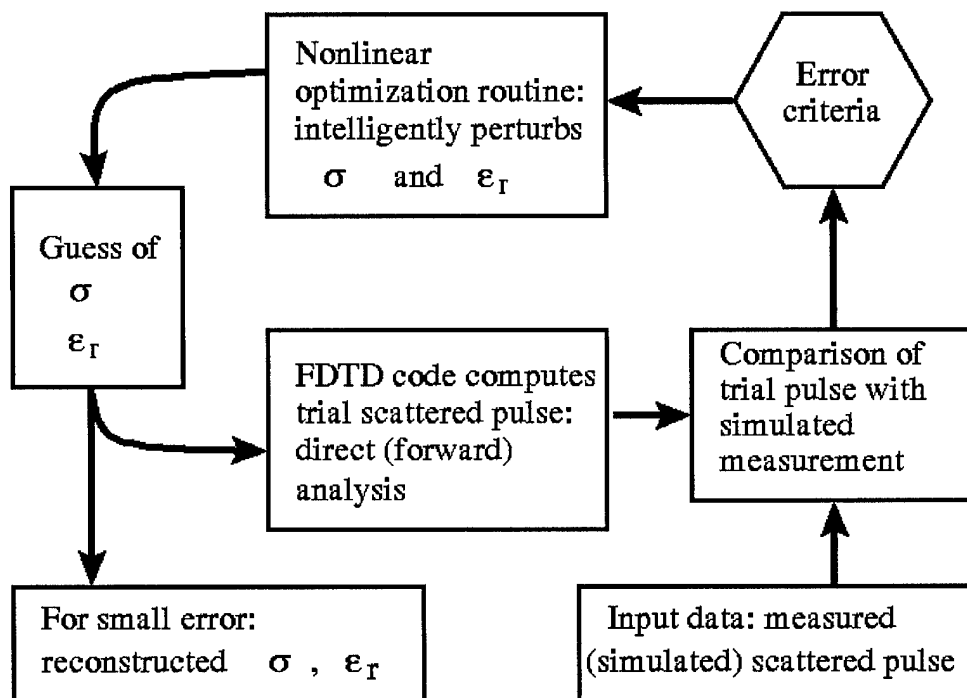 Nonlinear
optimization routine:
intelligently perturbs
σ and εr
Error
criteria
Guess of
σ
εr
FDTD code computes
trial scattered pulse:
direct (forward)
analysis
Comparison of
trial pulse with
simulated
measurement
For small error:
reconstructed σ , εr
Input data: measured
(simulated) scattered pulse